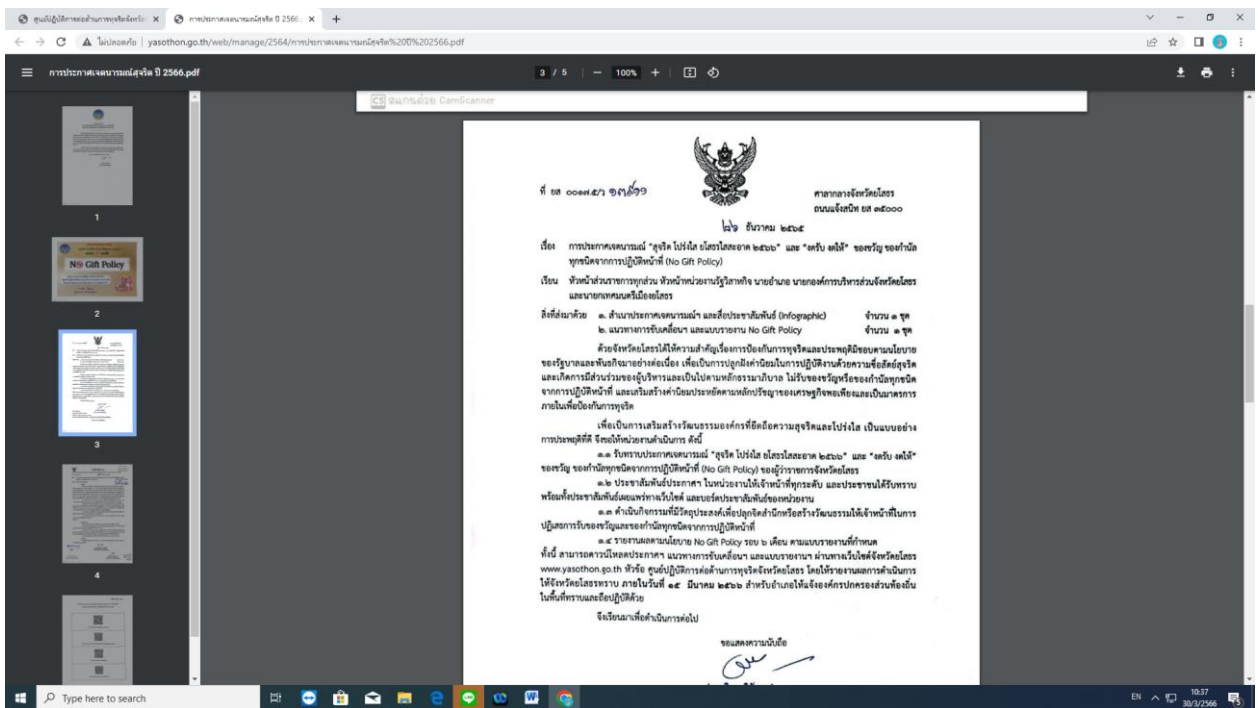 ศูนย์ปฏิบัติการต่อต้านการทุจริตจังหวัด
การประกาศเจตนารมณ์สุจริต ปี 2566.
ไม่ปลอดภัย | yasothon.go.th/web/manage/2564/การประกาศเจตนารมณ์สุจริต%20ปี%202566.pdf
การประกาศเจตนารมณ์สุจริต ปี 2566.pdf
3 / 5
100%
CS สแกนด้วย CamScanner
1
No Gift Policy
2
3
4
ที่ ยส ๐๐๑๗.๕/ว
ศาลากลางจังหวัดยโสธร
ถนนแจ้งสนิท ยส ๓๕๐๐๐
๒๖ ธันวาคม ๒๕๖๕
เรื่อง การประกาศเจตนารมณ์ “สุจริต โปร่งใส ยโสธรใสสะอาด ๒๕๖๖” และ “งดรับ งดให้” ของขวัญ ของกำนัล
ทุกชนิดจากการปฏิบัติหน้าที่ (No Gift Policy)
เรียน หัวหน้าส่วนราชการทุกส่วน หัวหน้าหน่วยงานรัฐวิสาหกิจ นายอำเภอ นายกองค์การบริหารส่วนจังหวัดยโสธร
และนายกเทศมนตรีเมืองยโสธร
สิ่งที่ส่งมาด้วย ๑. สำเนาประกาศเจตนารมณ์ฯ และสื่อประชาสัมพันธ์ (Infographic) จำนวน ๑ ชุด
๒. แนวทางการขับเคลื่อนฯ และแบบรายงาน No Gift Policy จำนวน ๑ ชุด
ด้วยจังหวัดยโสธรได้ให้ความสำคัญเรื่องการป้องกันการทุจริตและประพฤติมิชอบตามนโยบาย
ของรัฐบาลและพันธกิจมาอย่างต่อเนื่อง เพื่อเป็นการปลูกฝังค่านิยมในการปฏิบัติงานด้วยความซื่อสัตย์สุจริต
และเกิดการมีส่วนร่วมของผู้บริหารและเป็นไปตามหลักธรรมาภิบาล ไม่รับของขวัญหรือของกำนัลทุกชนิด
จากการปฏิบัติหน้าที่ และเสริมสร้างค่านิยมประหยัดตามหลักปรัชญาของเศรษฐกิจพอเพียงและเป็นมาตรการ
ภายในเพื่อป้องกันการทุจริต
เพื่อเป็นการเสริมสร้างวัฒนธรรมองค์กรที่ยึดถือความสุจริตและโปร่งใส เป็นแบบอย่าง
การประพฤติที่ดี จึงขอให้หน่วยงานดำเนินการ ดังนี้
๑.๑ รับทราบประกาศเจตนารมณ์ “สุจริต โปร่งใส ยโสธรใสสะอาด ๒๕๖๖” และ “งดรับ งดให้”
ของขวัญ ของกำนัลทุกชนิดจากการปฏิบัติหน้าที่ (No Gift Policy) ของผู้ว่าราชการจังหวัดยโสธร
๑.๒ ประชาสัมพันธ์ประกาศฯ ในหน่วยงานให้เจ้าหน้าที่ทุกระดับ และประชาชนได้รับทราบ
พร้อมทั้งประชาสัมพันธ์เผยแพร่ทางเว็บไซต์ และบอร์ดประชาสัมพันธ์ของหน่วยงาน
๑.๓ ดำเนินกิจกรรมที่มีวัตถุประสงค์เพื่อปลุกจิตสำนึกหรือสร้างวัฒนธรรมให้เจ้าหน้าที่ในการ
ปฏิเสธการรับของขวัญและของกำนัลทุกชนิดจากการปฏิบัติหน้าที่
๑.๔ รายงานผลตามนโยบาย No Gift Policy รอบ ๖ เดือน ตามแบบรายงานที่กำหนด
ทั้งนี้ สามารถดาวน์โหลดประกาศฯ แนวทางการขับเคลื่อนฯ และแบบรายงานฯ ผ่านทางเว็บไซต์จังหวัดยโสธร
www.yasothon.go.th หัวข้อ ศูนย์ปฏิบัติการต่อต้านการทุจริตจังหวัดยโสธร โดยให้รายงานผลการดำเนินการ
ให้จังหวัดยโสธรทราบ ภายในวันที่ ๑๕ มีนาคม ๒๕๖๖ สำหรับอำเภอให้แจ้งองค์กรปกครองส่วนท้องถิ่น
ในพื้นที่ทราบและถือปฏิบัติด้วย
จึงเรียนมาเพื่อดำเนินการต่อไป
ขอแสดงความนับถือ
Type here to search
EN
10:37
30/3/2566